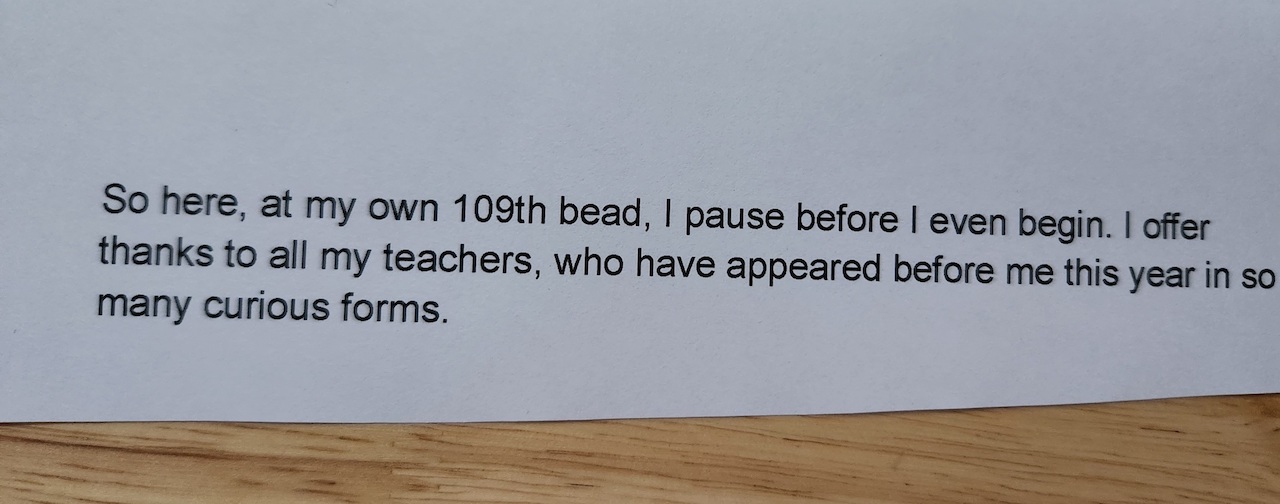 So here, at my own 109th bead, I pause before I even begin. I offer
thanks to all my teachers, who have appeared before me this year in so
many curious forms.